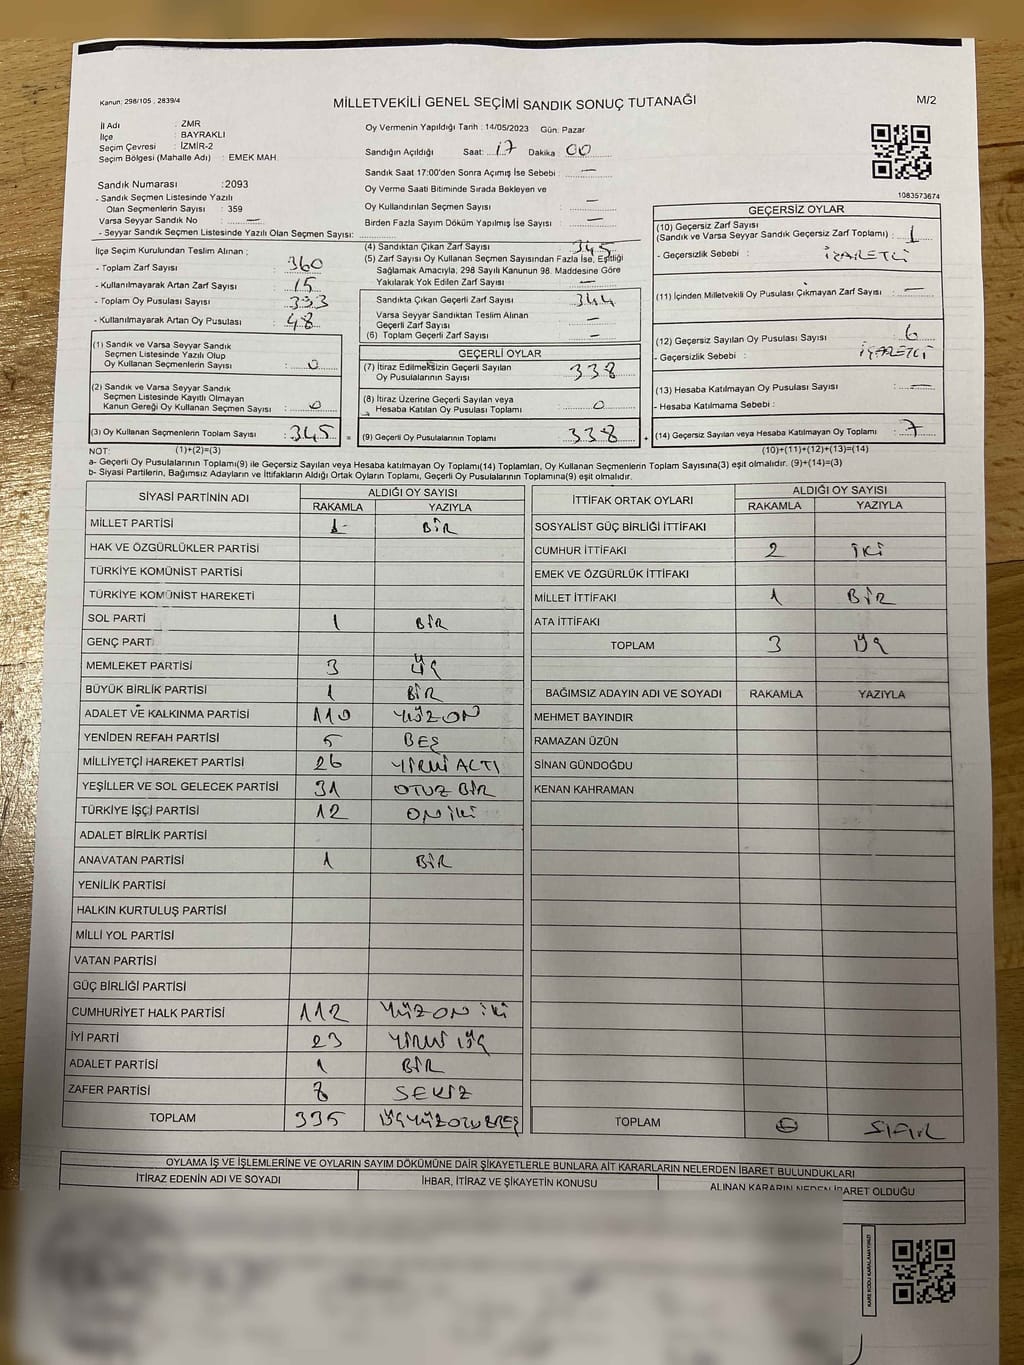 Kanun; 298/105 , 2839/4
MİLLETVEKİLİ GENEL SEÇİMİ SANDIK SONUÇ TUTANAĞI
M/2
İl Adı : ZMR
İlçe : BAYRAKLI
Seçim Çevresi : İZMİR-2
Seçim Bölgesi (Mahalle Adı) : EMEK MAH.
Sandık Numarası :2093
- Sandık Seçmen Listesinde Yazılı
Olan Seçmenlerin Sayısı : 359
Varsa Seyyar Sandık No : —
- Seyyar Sandık Seçmen Listesinde Yazılı Olan Seçmen Sayısı:
Oy Vermenin Yapıldığı Tarih : 14/05/2023 Gün: Pazar
Sandığın Açıldığı Saat: 17 Dakika 00
Sandık Saat 17:00'den Sonra Açımış İse Sebebi : —
Oy Verme Saati Bitiminde Sırada Bekleyen ve
Oy Kullandırılan Seçmen Sayısı : —
Birden Fazla Sayım Döküm Yapılmış İse Sayısı : —
1083573674
İlçe Seçim Kurulundan Teslim Alınan ;
- Toplam Zarf Sayısı : 360
- Kullanılmayarak Artan Zarf Sayısı : 15
- Toplam Oy Pusulası Sayısı : 333
- Kullanılmayarak Artan Oy Pusulası : 48
(1) Sandık ve Varsa Seyyar Sandık
Seçmen Listesinde Yazılı Olup
Oy Kullanan Seçmenlerin Sayısı : 0
(2) Sandık ve Varsa Seyyar Sandık
Seçmen Listesinde Kayıtlı Olmayan
Kanun Gereği Oy Kullanan Seçmen Sayısı : 0
(3) Oy Kullanan Seçmenlerin Toplam Sayısı : 345
(4) Sandıktan Çıkan Zarf Sayısı : 345
(5) Zarf Sayısı Oy Kullanan Seçmen Sayısından Fazla İse, Eşitliği
Sağlamak Amacıyla, 298 Sayılı Kanunun 98. Maddesine Göre
Yakılarak Yok Edilen Zarf Sayısı : —
Sandıkta Çıkan Geçerli Zarf Sayısı : 344
Varsa Seyyar Sandıktan Teslim Alınan
Geçerli Zarf Sayısı : —
(6) Toplam Geçerli Zarf Sayısı : —
GEÇERLİ OYLAR
(7) İtiraz Edilmeksizin Geçerli Sayılan
Oy Pusulalarının Sayısı : 338
(8) İtiraz Üzerine Geçerli Sayılan veya
Hesaba Katılan Oy Pusulası Toplamı : 0
= (9) Geçerli Oy Pusulalarının Toplamı : 338 +
GEÇERSİZ OYLAR
(10) Geçersiz Zarf Sayısı
(Sandık ve Varsa Seyyar Sandık Geçersiz Zarf Toplamı) : 1
- Geçersizlik Sebebi : İŞARETLİ
(11) İçinden Milletvekili Oy Pusulası Çıkmayan Zarf Sayısı : —
(12) Geçersiz Sayılan Oy Pusulası Sayısı : 6
- Geçersizlik Sebebi : İŞARETLİ
(13) Hesaba Katılmayan Oy Pusulası Sayısı : —
- Hesaba Katılmama Sebebi :
(14) Geçersiz Sayılan veya Hesaba Katılmayan Oy Toplamı : 7
NOT: (1)+(2)=(3)
(10)+(11)+(12)+(13)=(14)
a- Geçerli Oy Pusulalarının Toplamı(9) ile Geçersiz Sayılan veya Hesaba katılmayan Oy Toplamı(14) Toplamları, Oy Kullanan Seçmenlerin Toplam Sayısına(3) eşit olmalıdır. (9)+(14)=(3)
b- Siyasi Partilerin, Bağımsız Adayların ve İttifakların Aldığı Ortak Oyların Toplamı, Geçerli Oy Pusulalarının Toplamına(9) eşit olmalıdır.
SİYASİ PARTİNİN ADI ALDIĞI OY SAYISI
RAKAMLA YAZIYLA
MİLLET PARTİSİ 1 BİR
HAK VE ÖZGÜRLÜKLER PARTİSİ
TÜRKİYE KOMÜNİST PARTİSİ
TÜRKİYE KOMÜNİST HAREKETİ
SOL PARTİ 1 BİR
GENÇ PARTİ
MEMLEKET PARTİSİ 3 ÜÇ
BÜYÜK BİRLİK PARTİSİ 1 BİR
ADALET VE KALKINMA PARTİSİ 110 YÜZON
YENİDEN REFAH PARTİSİ 5 BEŞ
MİLLİYETÇİ HAREKET PARTİSİ 26 YİRMİ ALTI
YEŞİLLER VE SOL GELECEK PARTİSİ 31 OTUZ BİR
TÜRKİYE İŞÇİ PARTİSİ 12 ON İKİ
ADALET BİRLİK PARTİSİ
ANAVATAN PARTİSİ 1 BİR
YENİLİK PARTİSİ
HALKIN KURTULUŞ PARTİSİ
MİLLİ YOL PARTİSİ
VATAN PARTİSİ
GÜÇ BİRLİĞİ PARTİSİ
CUMHURİYET HALK PARTİSİ 112 YÜZON İKİ
İYİ PARTİ 23 YİRMİ ÜÇ
ADALET PARTİSİ 1 BİR
ZAFER PARTİSİ 8 SEKİZ
TOPLAM 335 ÜÇYÜZOTUZBEŞ
İTTİFAK ORTAK OYLARI ALDIĞI OY SAYISI
RAKAMLA YAZIYLA
SOSYALİST GÜÇ BİRLİĞİ İTTİFAKI
CUMHUR İTTİFAKI 2 İKİ
EMEK VE ÖZGÜRLÜK İTTİFAKI
MİLLET İTTİFAKI 1 BİR
ATA İTTİFAKI
TOPLAM 3 ÜÇ
BAĞIMSIZ ADAYIN ADI VE SOYADI RAKAMLA YAZIYLA
MEHMET BAYINDIR
RAMAZAN ÜZÜN
SİNAN GÜNDOĞDU
KENAN KAHRAMAN
TOPLAM 0 SIFIR
OYLAMA İŞ VE İŞLEMLERİNE VE OYLARIN SAYIM DÖKÜMÜNE DAİR ŞİKAYETLERLE BUNLARA AİT KARARLARIN NELERDEN İBARET BULUNDUKLARI
İTİRAZ EDENİN ADI VE SOYADI İHBAR, İTİRAZ VE ŞİKAYETİN KONUSU ALINAN KARARIN NEDEN İBARET OLDUĞU
KARE KODU KARALAMAYINIZ!